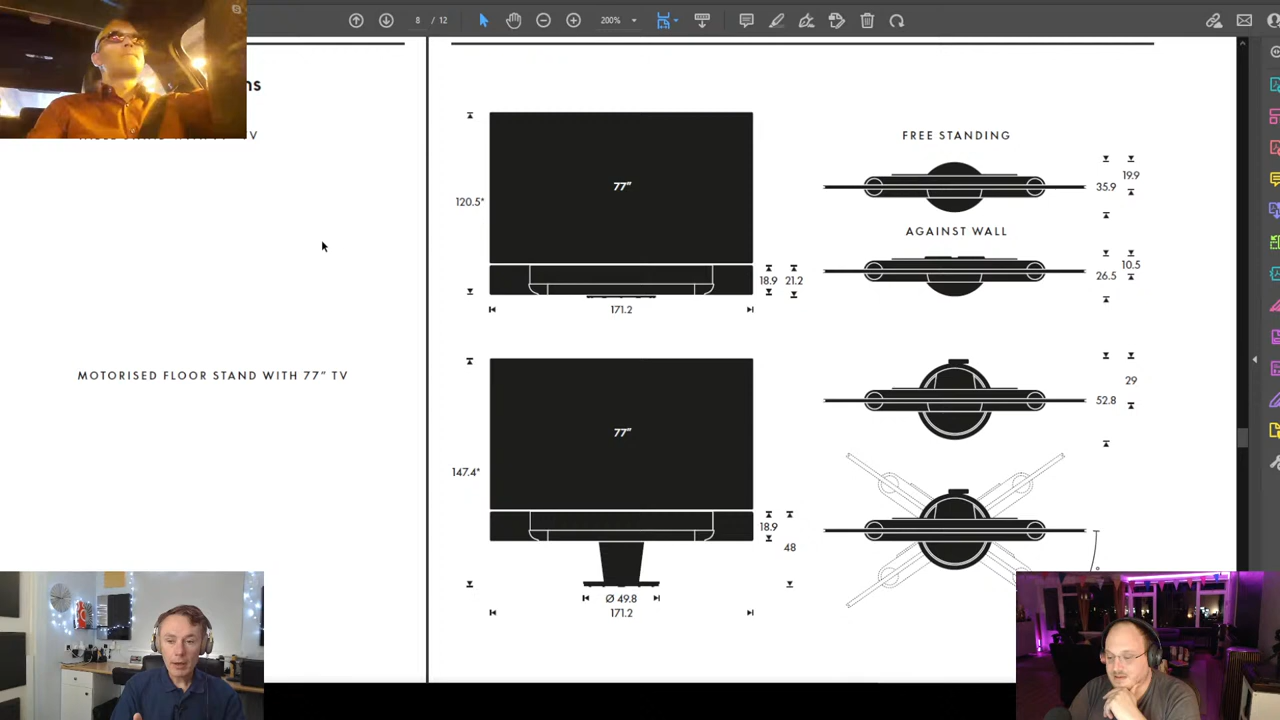 8 / 12
200%
ns
V
MOTORISED FLOOR STAND WITH 77" TV
77"
120.5*
18.9
21.2
171.2
FREE STANDING
19.9
35.9
AGAINST WALL
10.5
26.5
77"
147.4*
18.9
48
Ø 49.8
171.2
29
52.8